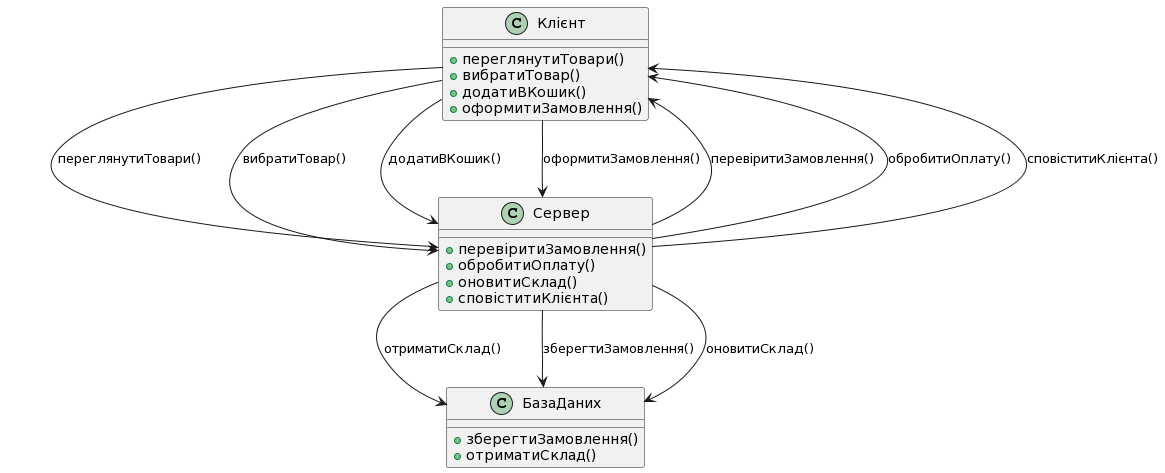 C Клієнт
переглянутиТовари()
вибратиТовар()
додатиВКошик()
оформитиЗамовлення()
переглянутиТовари() вибратиТовар() додатиВКошик() оформитиЗамовлення() перевіритиЗамовлення() обробитиОплату() сповіститиКлієнта()
C Сервер
перевіритиЗамовлення()
обробитиОплату()
оновитиСклад()
сповіститиКлієнта()
отриматиСклад() зберегтиЗамовлення() оновитиСклад()
C БазаДаних
зберегтиЗамовлення()
отриматиСклад()